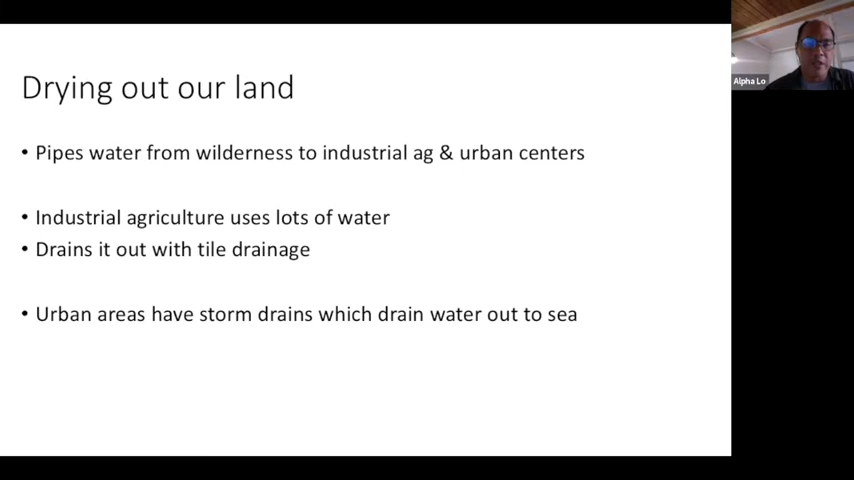 Drying out our land
• Pipes water from wilderness to industrial ag & urban centers
• Industrial agriculture uses lots of water
• Drains it out with tile drainage
• Urban areas have storm drains which drain water out to sea
Alpha Lo